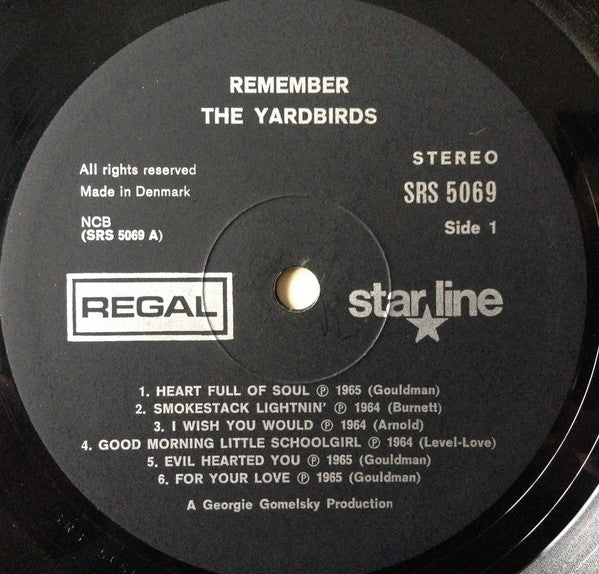 REMEMBER
THE YARDBIRDS
All rights reserved
Made in Denmark
NCB
(SRS 5069 A)
STEREO
SRS 5069
Side 1
REGAL
star line
1. HEART FULL OF SOUL ℗ 1965 (Gouldman)
2. SMOKESTACK LIGHTNIN' ℗ 1964 (Burnett)
3. I WISH YOU WOULD ℗ 1964 (Arnold)
4. GOOD MORNING LITTLE SCHOOLGIRL ℗ 1964 (Level-Love)
5. EVIL HEARTED YOU ℗ 1965 (Gouldman)
6. FOR YOUR LOVE ℗ 1965 (Gouldman)
A Georgie Gomelsky Production